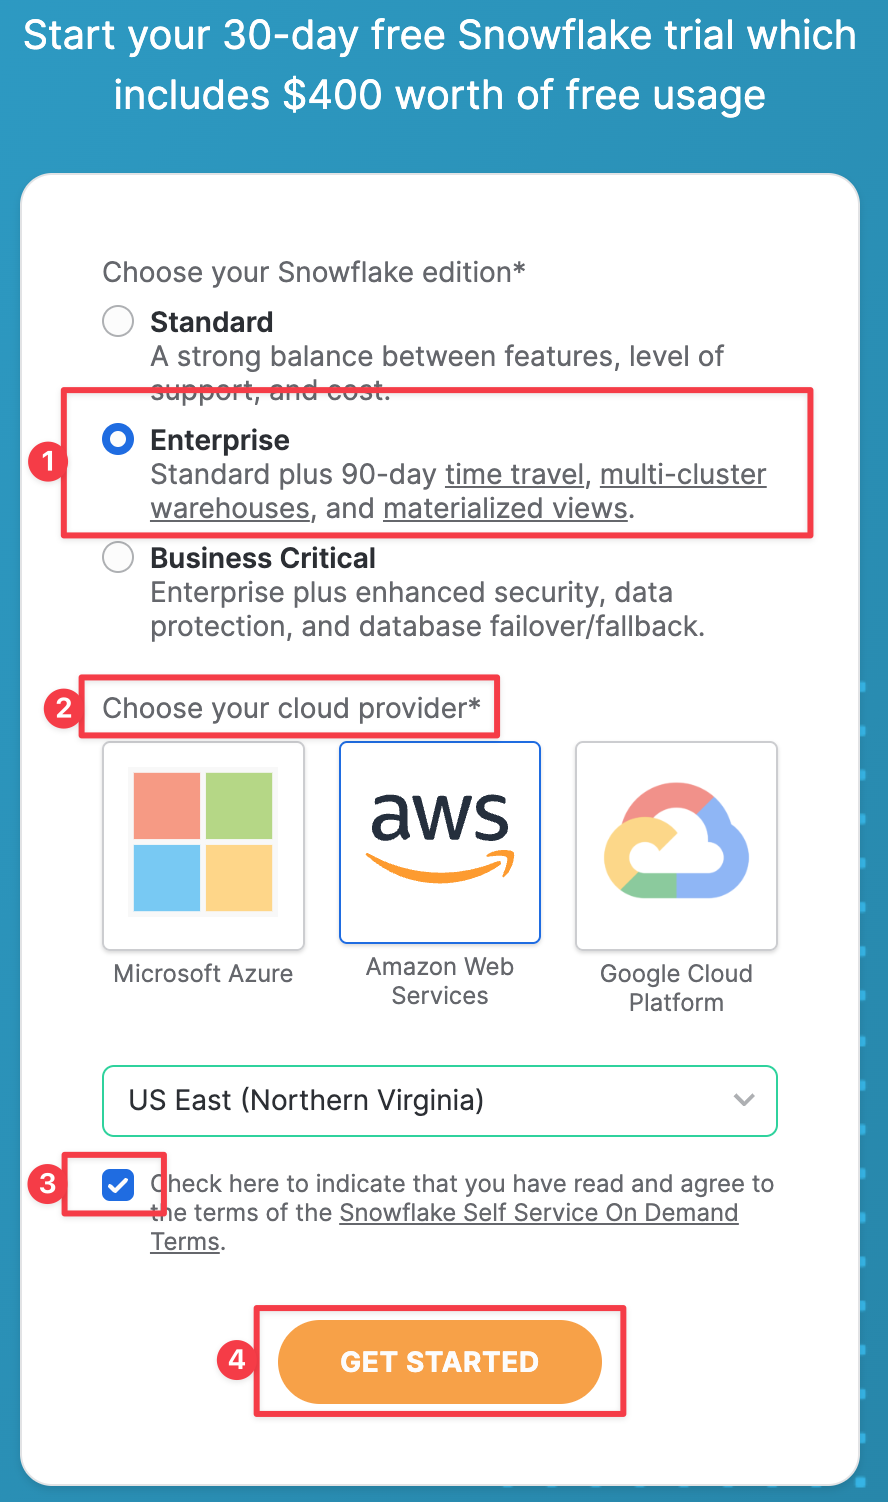 Start your 30-day free Snowflake trial which
includes $400 worth of free usage
Choose your Snowflake edition*
Standard
A strong balance between features, level of
support, and cost.
1
Enterprise
Standard plus 90-day time travel, multi-cluster
warehouses, and materialized views.
Business Critical
Enterprise plus enhanced security, data
protection, and database failover/fallback.
2
Choose your cloud provider*
aws
Microsoft Azure
Amazon Web
Services
Google Cloud
Platform
US East (Northern Virginia)
3
Check here to indicate that you have read and agree to
the terms of the Snowflake Self Service On Demand
Terms.
4
GET STARTED